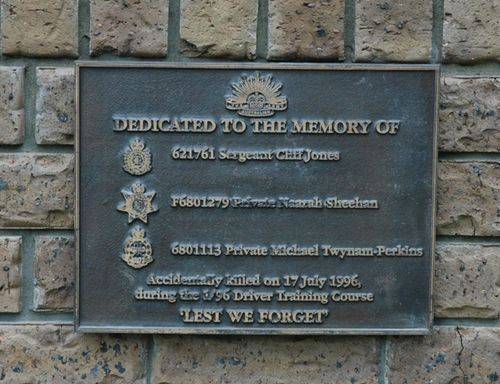 DEDICATED TO THE MEMORY OF
621761 Sergeant Cliff Jones
F6801279 Private Naazah Sheehan
6801113 Private Michael Twynam-Perkins
Accidentally killed on 17 July 1996,
during the 1/96 Driver Training Course
'LEST WE FORGET'